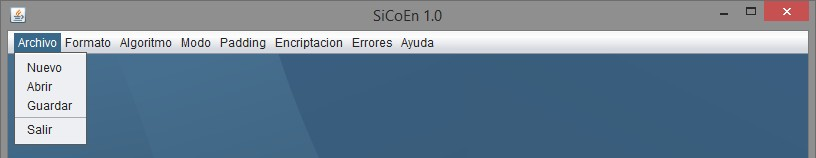 SiCoEn 1.0
Archivo Formato Algoritmo Modo Padding Encriptacion Errores Ayuda
Nuevo
Abrir
Guardar
Salir